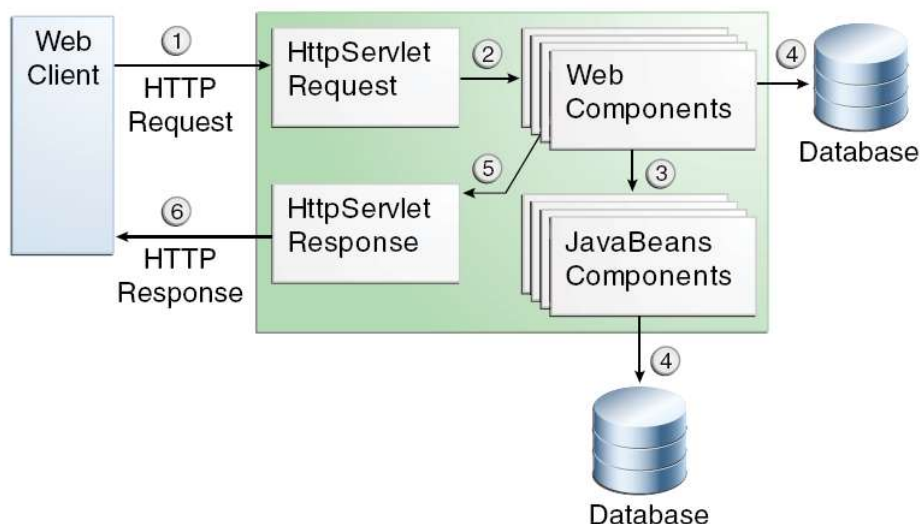 Web
Client
1
HTTP
Request
HttpServlet
Request
2
Web
Components
4
Database
3
5
HttpServlet
Response
6
HTTP
Response
JavaBeans
Components
4
Database